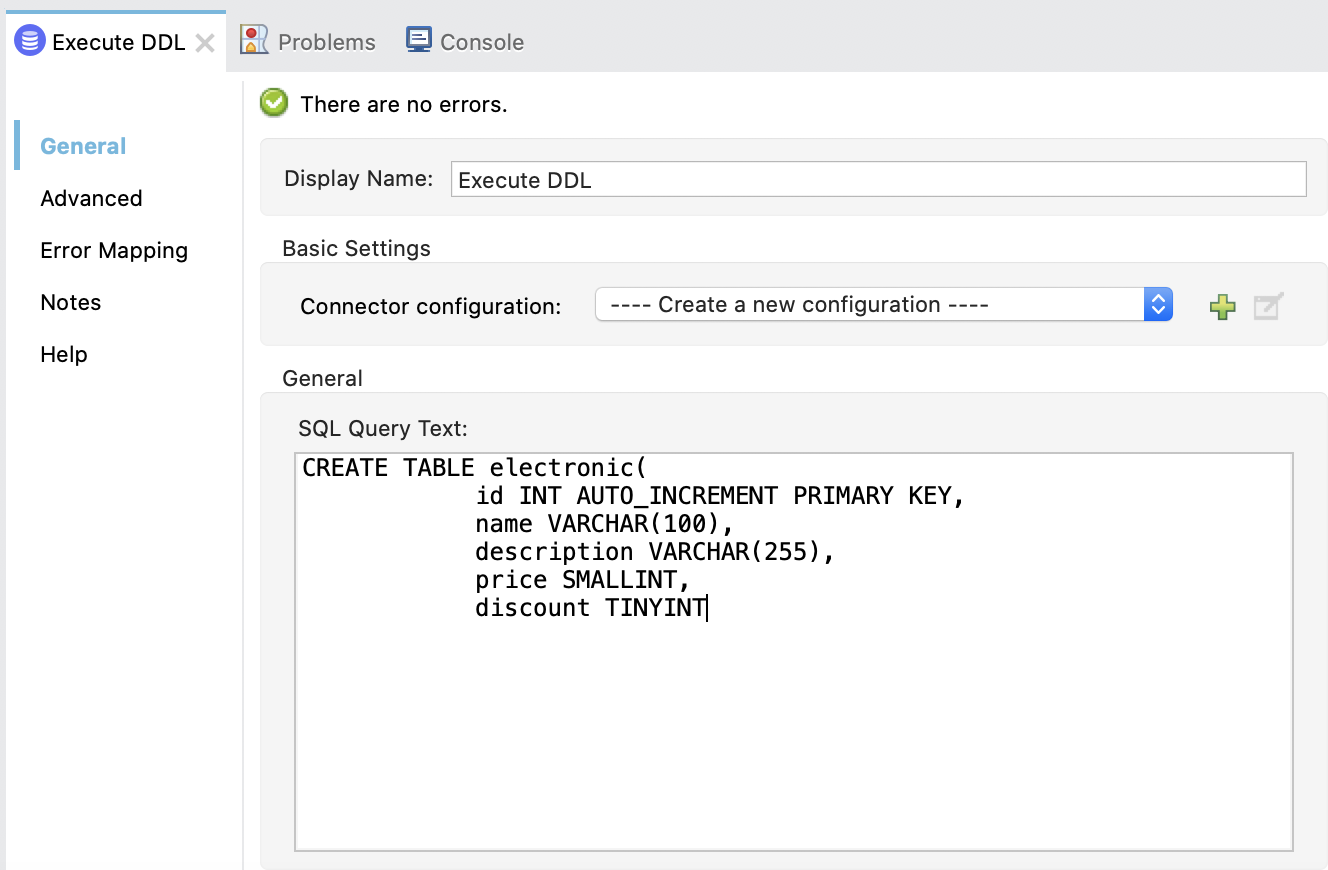 Execute DDL
Problems
Console
General
Advanced
Error Mapping
Notes
Help
There are no errors.
Display Name:
Execute DDL
Basic Settings
Connector configuration:
---- Create a new configuration ----
General
SQL Query Text:
CREATE TABLE electronic(
id INT AUTO_INCREMENT PRIMARY KEY,
name VARCHAR(100),
description VARCHAR(255),
price SMALLINT,
discount TINYINT